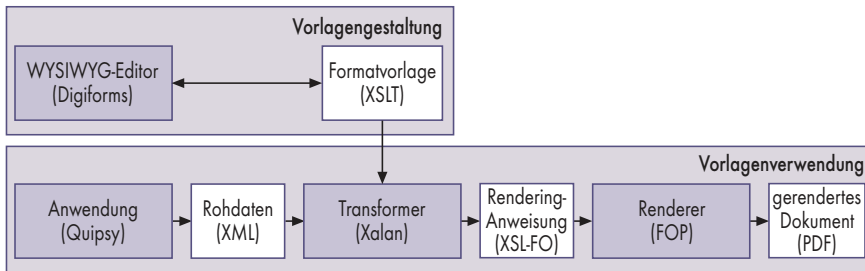 Vorlagengestaltung
WYSIWYG-Editor
(Digiforms)
Formatvorlage
(XSLT)
Vorlagenverwendung
Anwendung
(Quipsy)
Rohdaten
(XML)
Transformer
(Xalan)
Rendering-
Anweisung
(XSL-FO)
Renderer
(FOP)
gerendertes
Dokument
(PDF)